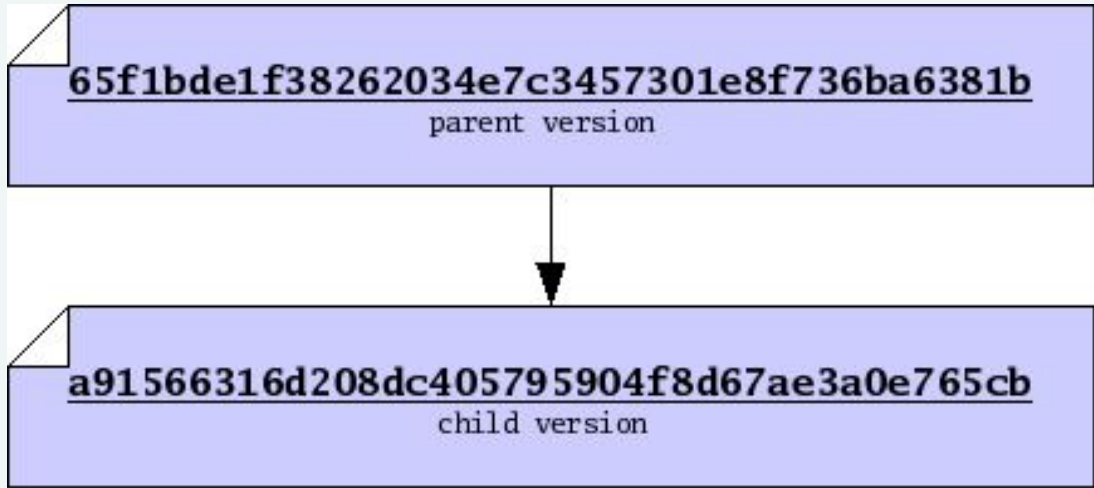 65f1bde1f38262034e7c3457301e8f736ba6381b
parent version
a91566316d208dc405795904f8d67ae3a0e765cb
child version